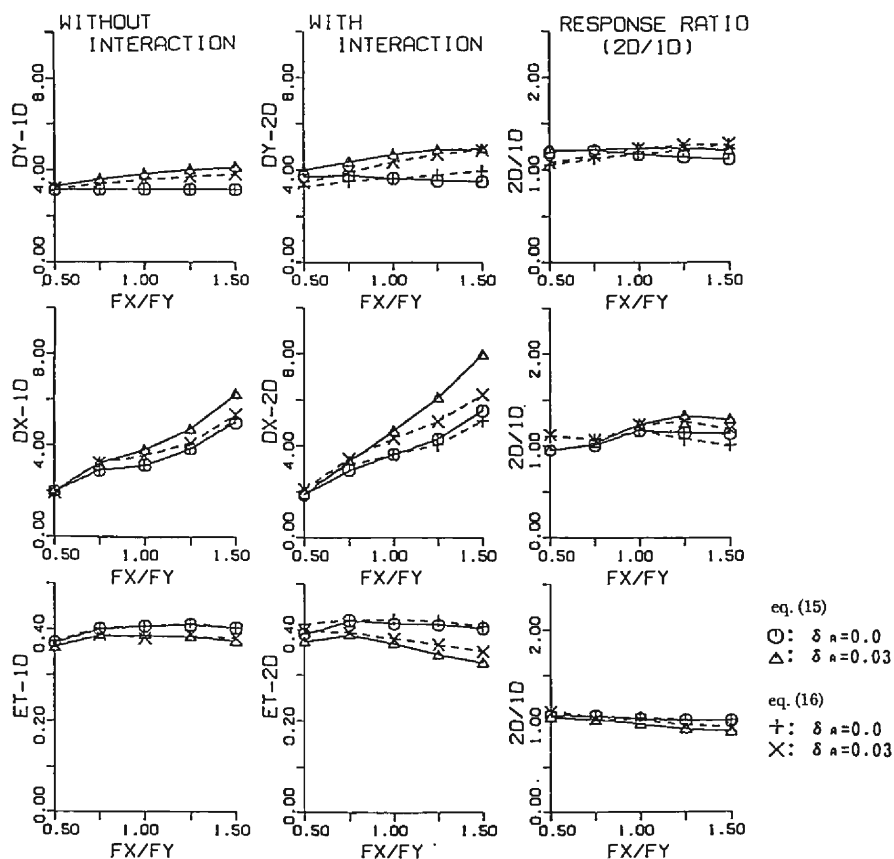 WITHOUT INTERACTION
WITH INTERACTION
RESPONSE RATIO (2D/1D)
DY-1D
0.00 4.00 8.00
0.50 1.00 1.50
FX/FY
DY-2D
0.00 4.00 8.00
0.50 1.00 1.50
FX/FY
2D/1D
0.00 1.00 2.00
0.50 1.00 1.50
FX/FY
DX-1D
0.00 4.00 8.00
0.50 1.00 1.50
FX/FY
DX-2D
0.00 4.00 8.00
0.50 1.00 1.50
FX/FY
2D/1D
0.00 1.00 2.00
0.50 1.00 1.50
FX/FY
ET-1D
0.00 0.20 0.40
0.50 1.00 1.50
FX/FY
ET-2D
0.00 0.20 0.40
0.50 1.00 1.50
FX/FY
2D/1D
0.00 1.00 2.00
0.50 1.00 1.50
FX/FY
eq. (15)
: δ A=0.0
: δ A=0.03
eq. (16)
+: δ A=0.0
×: δ A=0.03